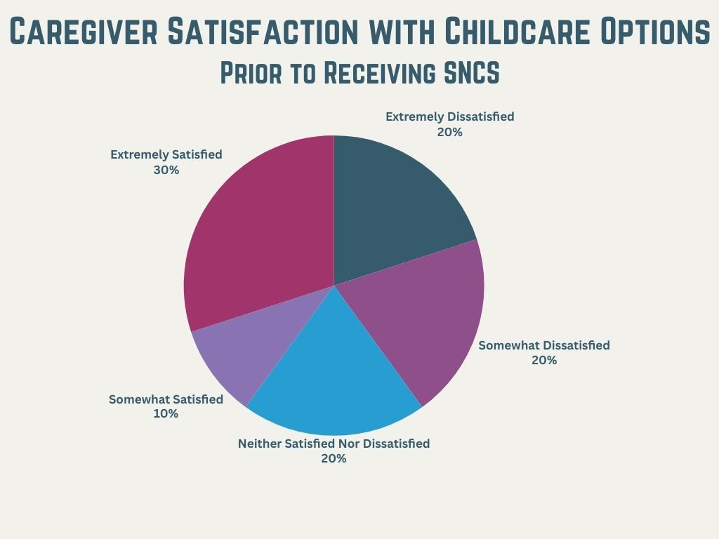 Caregiver Satisfaction with Childcare Options
Prior to Receiving SNCS
Extremely Dissatisfied
20%
Extremely Satisfied
30%
Somewhat Dissatisfied
20%
Somewhat Satisfied
10%
Neither Satisfied Nor Dissatisfied
20%